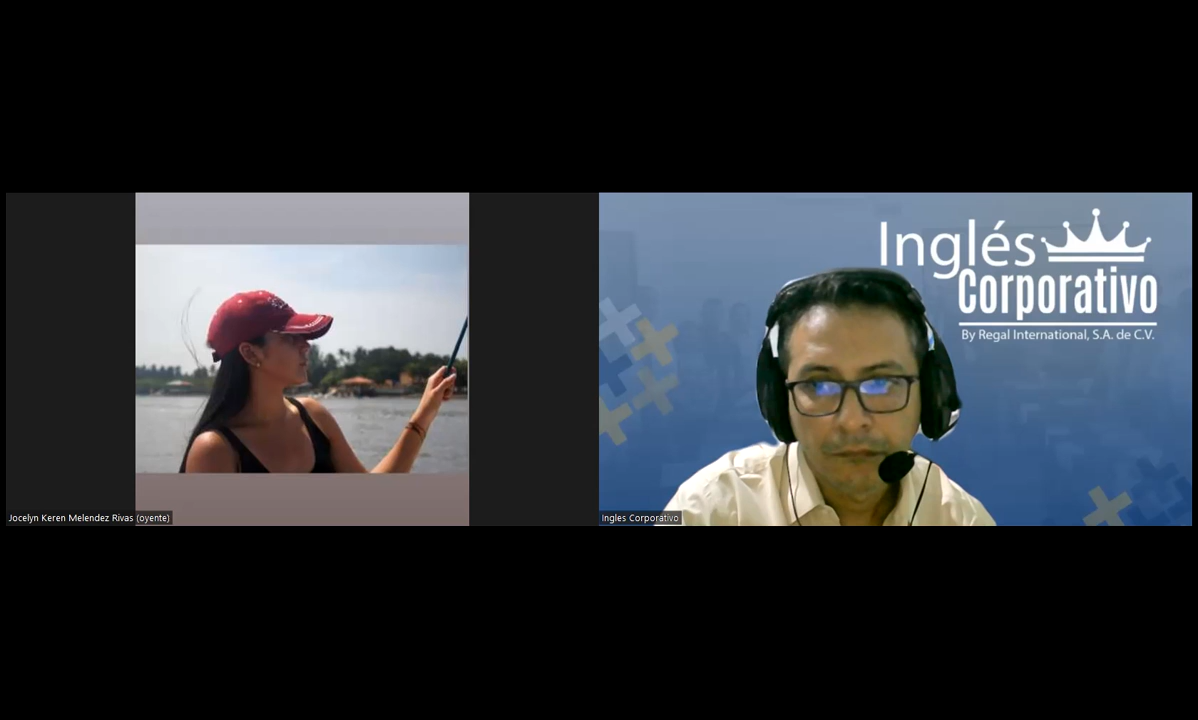 Inglés
Corporativo
By Regal International, S.A. de C.V.
Jocelyn Keren Melendez Rivas (oyente)
Ingles Corporativo